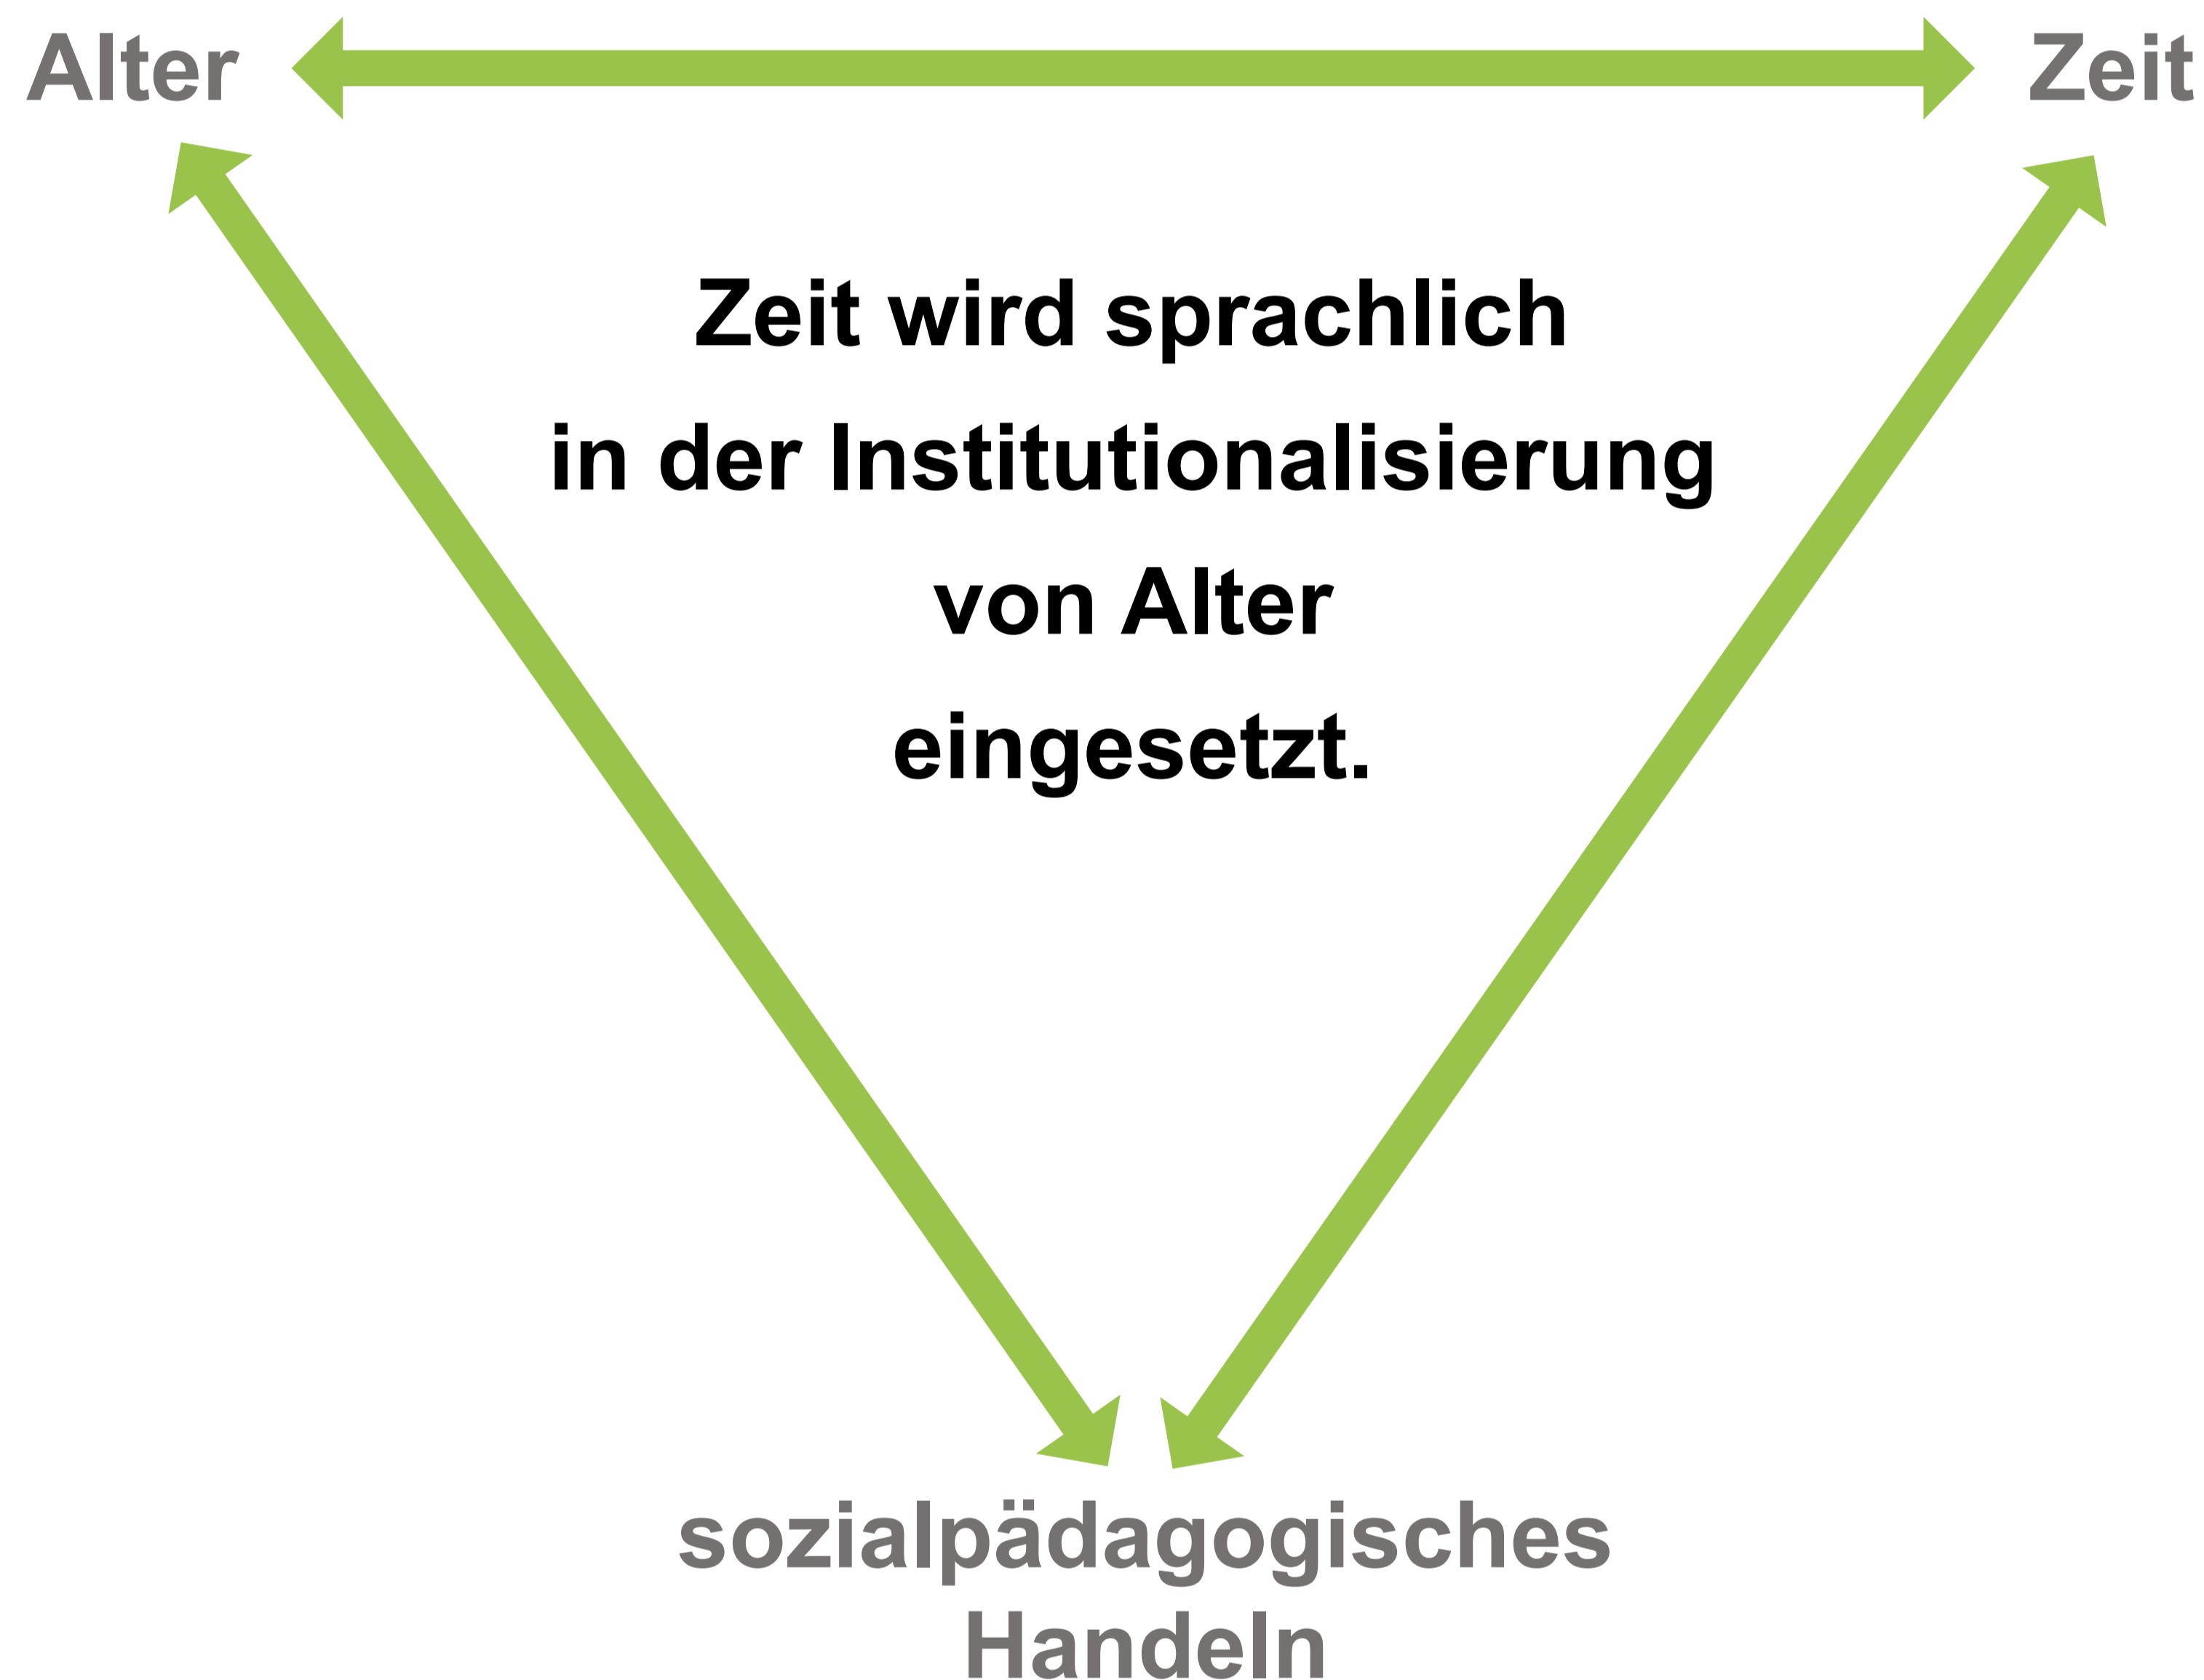 Alter
Zeit
Zeit wird sprachlich
in der Institutionalisierung
von Alter
eingesetzt.
sozialpädagogisches
Handeln